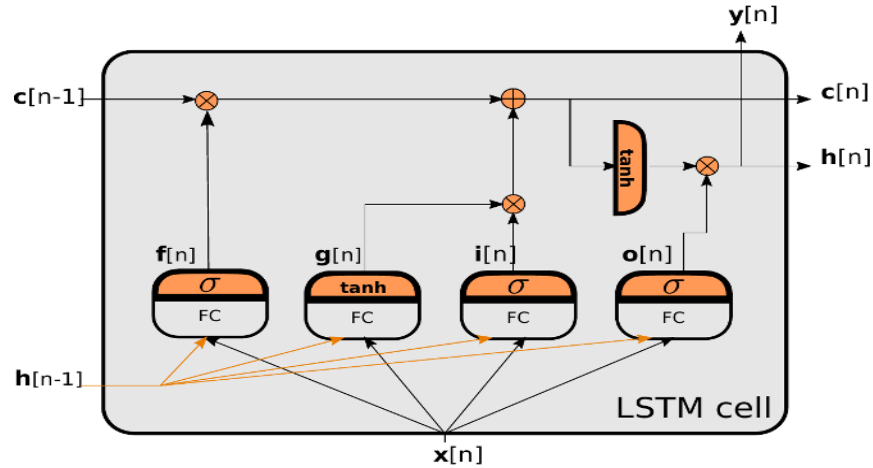 y[n]
c[n-1]
c[n]
tanh
h[n]
f[n]
g[n]
i[n]
o[n]
σ
tanh
σ
σ
FC
FC
FC
FC
h[n-1]
LSTM cell
x[n]